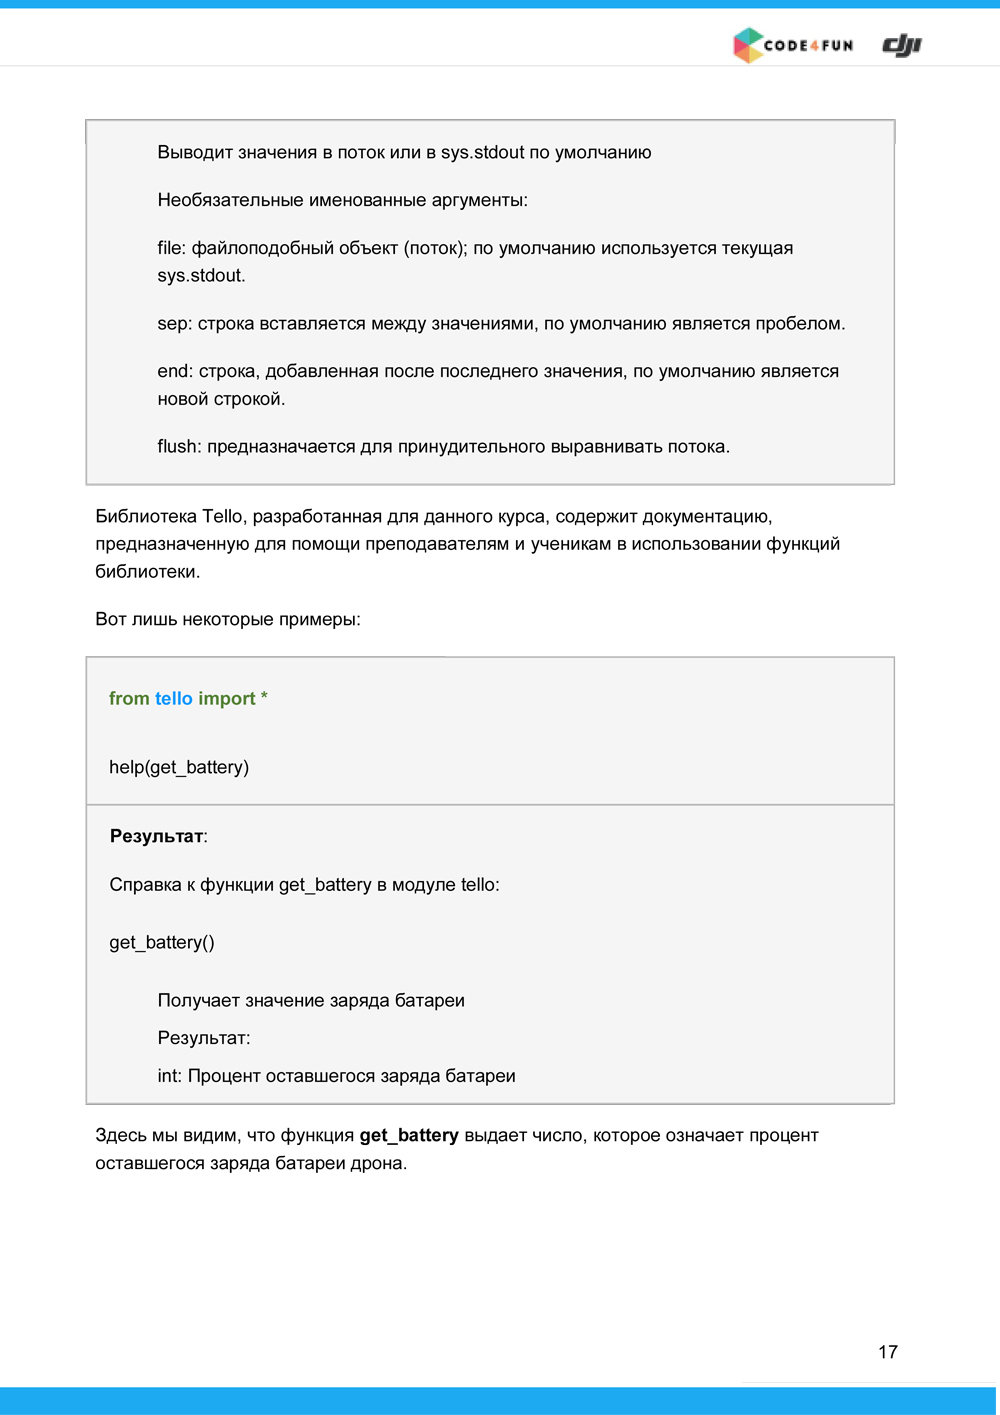 CODE4FUN dji
Выводит значения в поток или в sys.stdout по умолчанию
Необязательные именованные аргументы:
file: файлоподобный объект (поток); по умолчанию используется текущая
sys.stdout.
sep: строка вставляется между значениями, по умолчанию является пробелом.
end: строка, добавленная после последнего значения, по умолчанию является
новой строкой.
flush: предназначается для принудительного выравнивать потока.
Библиотека Tello, разработанная для данного курса, содержит документацию,
предназначенную для помощи преподавателям и ученикам в использовании функций
библиотеки.
Вот лишь некоторые примеры:
from tello import *
help(get_battery)
Результат:
Справка к функции get_battery в модуле tello:
get_battery()
Получает значение заряда батареи
Результат:
int: Процент оставшегося заряда батареи
Здесь мы видим, что функция get_battery выдает число, которое означает процент
оставшегося заряда батареи дрона.
17